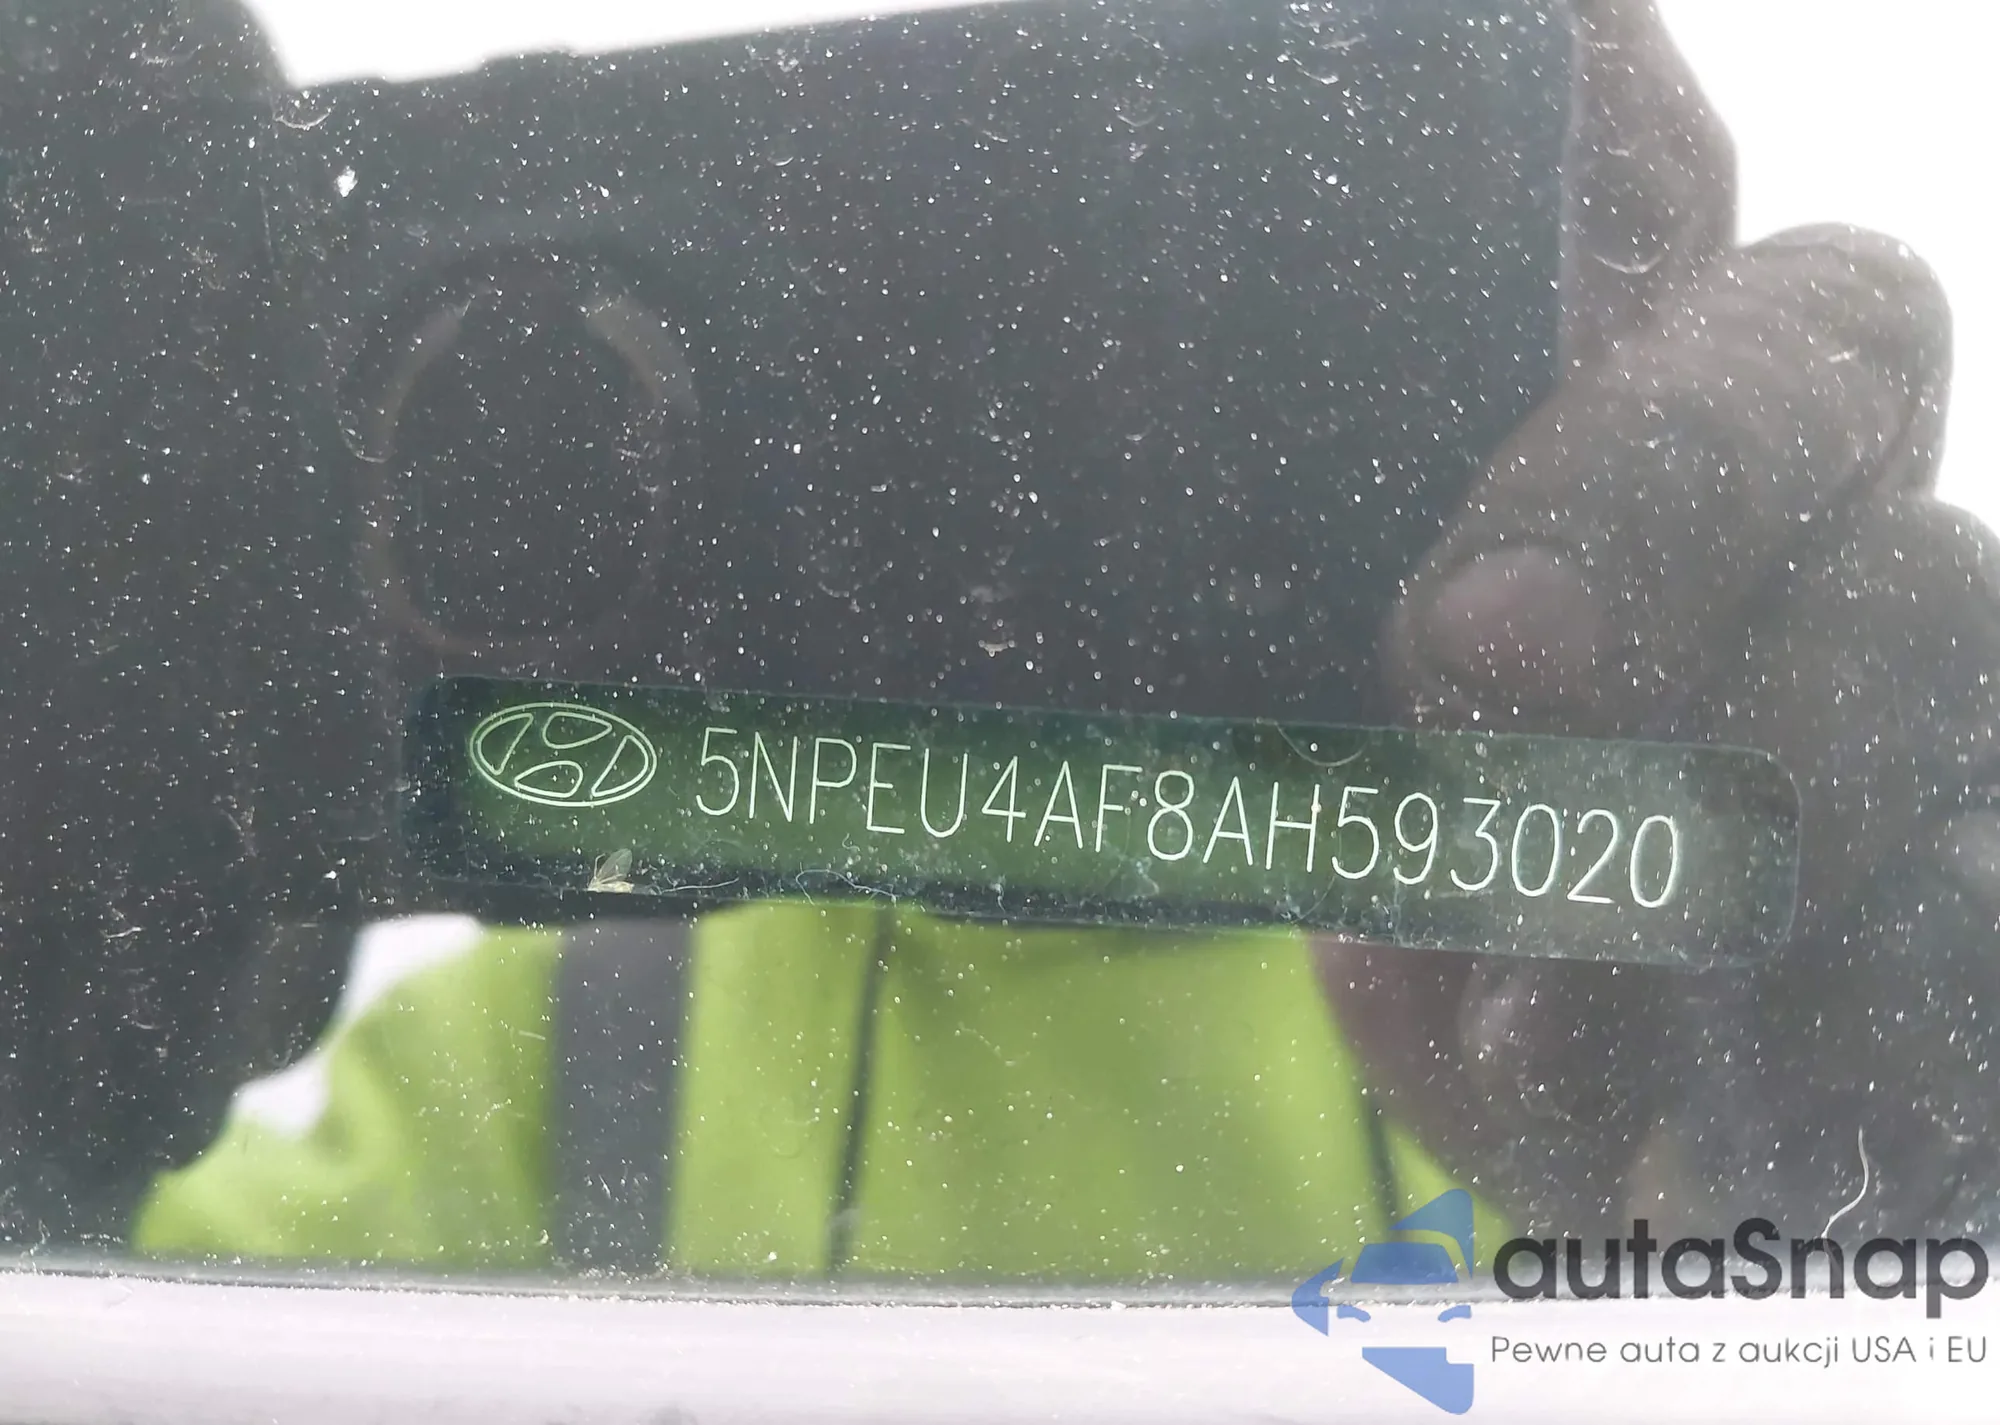 5NPEU4AF8AH593020
autaSnap
Pewne auta z aukcji USA i EU